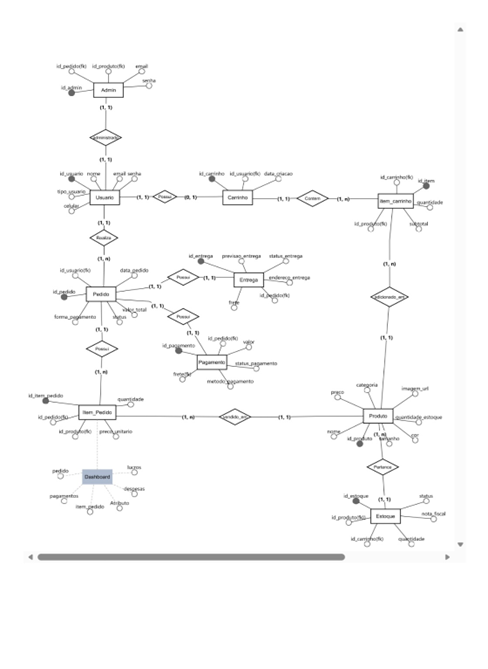 id_pedido(fk) id_produto(fk) email
senha
id_admin
Admin
(1, 1)
administrado
(1, 1)
id_usuario nome email senha
tipo_usuario
celular
Usuario
(1, 1) Possui (0, 1)
id_carrinho id_usuario(fk) data_criacao
Carrinho
(1, 1) Contem (1, n)
id_carrinho(fk) id_item
Item_carrinho
quantidade
id_produto(fk) subtotal
(1, 1)
Realiza
(1, n)
id_usuario(fk) data_pedido
id_pedido
Pedido
forma_pagamento status valor_total
(1, 1) Possui (1, 1)
id_entrega previsao_entrega status_entrega
Entrega
endereco_entrega
frete id_pedido(fk)
(1, 1)
Possui
(1, 1)
id_pagamento id_pedido(fk) valor
Pagamento
status_pagamento
frete(fk) metodo_pagamento
(1, n)
adicionado_em
(1, 1)
(1, 1)
Possui
(1, n)
id_item_pedido quantidade
Item_Pedido
id_pedido(fk)
id_produto(fk) preco_unitario
(1, n) vendido_em (1, 1)
preco categoria imagem_url
Produto
quantidade_estoque
nome id_produto tamanho cor
(1, n)
Pertence
(1, 1)
id_estoque status
Estoque
id_produto(fk) nota_fiscal
id_carrinho(fk) quantidade
Dashboard
pedido lucros
pagamentos despesas
item_pedido Atributo